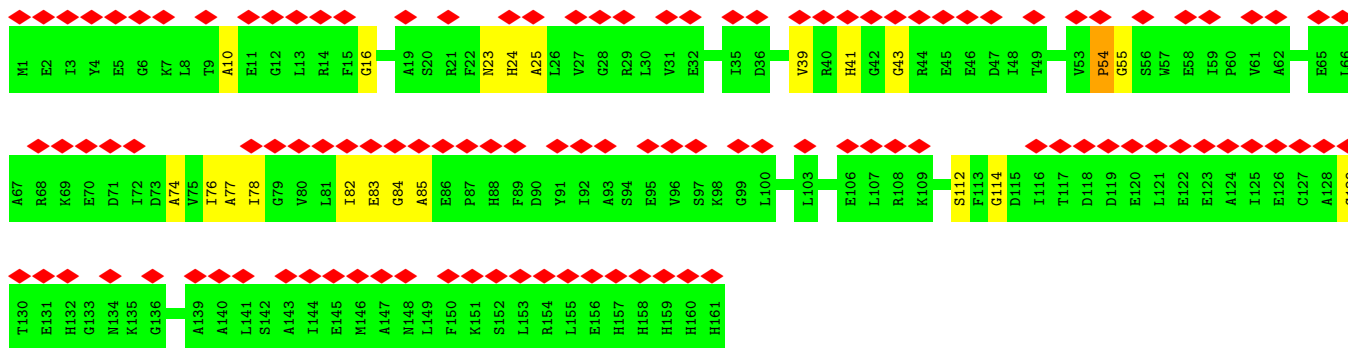 M1 E2 I3 Y4 E5 G6 K7 L8 T9 A10 E11 G12 L13 R14 F15 G16 A19 S20 R21 F22 N23 H24 A25 L26 V27 G28 R29 L30 V31 E32 I35 D36 V39 R40 H41 G42 G43 R44 E45 E46 D47 I48 T49 V53 P54 G55 S56 W57 E58 I59 P60 V61 A62 E65
A67 R68 K69 E70 D71 I72 D73 A74 V75 I76 A77 I78 G79 V80 L81 I82 E83 G84 A85 E86 P87 H88 F89 D90 Y91 I92 A93 S94 E95 V96 S97 K98 G99 L100 L103 E106 L107 R108 K109 S112 F113 G114 D115 I116 T117 D118 D119 E120 L121 E122 E123 A124 I125 E126 C127 A128
T130 E131 H132 G133 N134 K135 G136 A139 A140 L141 S142 A143 I144 E145 M146 A147 N148 L149 F150 K151 S152 L153 R154 L155 E156 H157 H158 H159 H160 H161